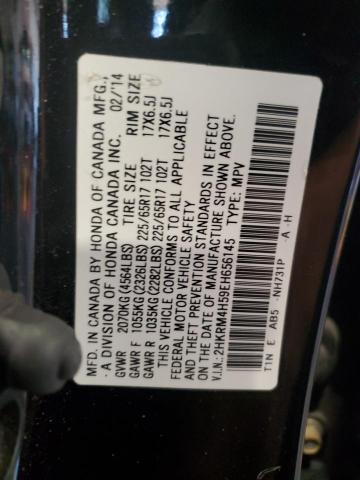 MFD. IN CANADA BY HONDA OF CANADA MFG.,
- A DIVISION OF HONDA CANADA INC. 02/'14
GVWR 2070KG(4564LBS) TIRE SIZE RIM SIZE
GAWR F 1055KG(2326LBS) 225/65R17 102T 17X6.5J
GAWR R 1035KG(2282LBS) 225/65R17 102T 17X6.5J
THIS VEHICLE CONFORMS TO ALL APPLICABLE
FEDERAL MOTOR VEHICLE SAFETY
AND THEFT PREVENTION STANDARDS IN EFFECT
ON THE DATE OF MANUFACTURE SHOWN ABOVE.
V.I.N.: 2HKRM4H59EH656145 TYPE: MPV
T1N E AB5 NH731P -A -H